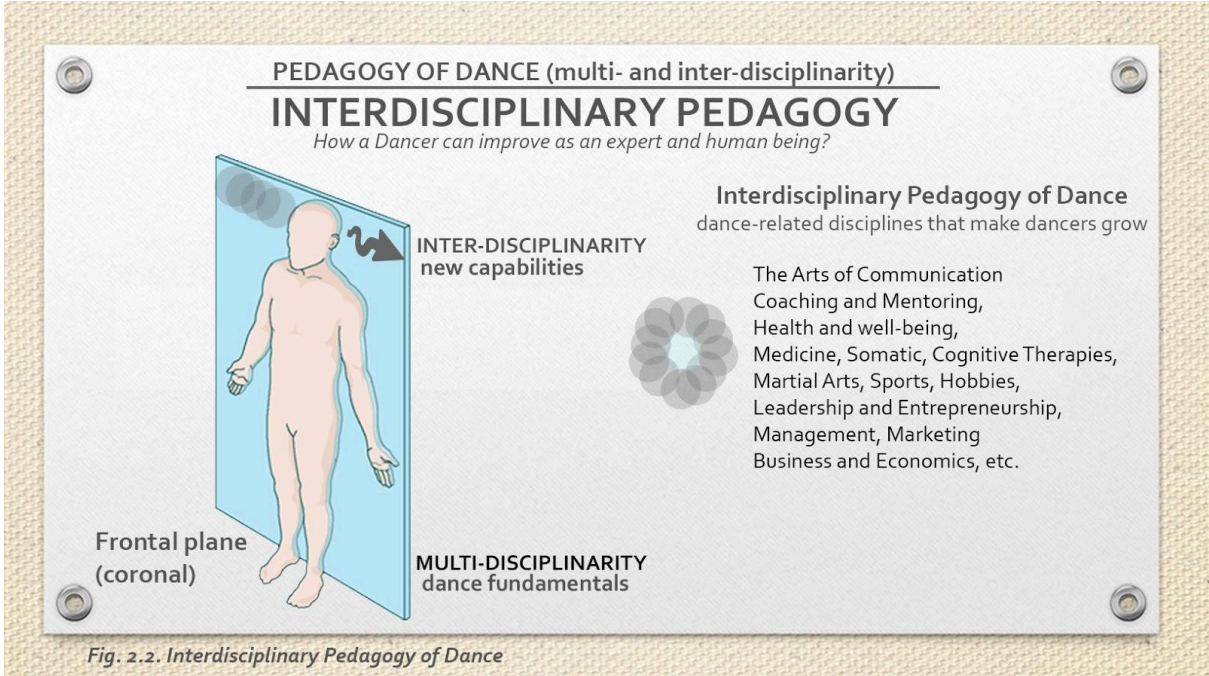 PEDAGOGY OF DANCE (multi- and inter-disciplinarity)
INTERDISCIPLINARY PEDAGOGY
How a Dancer can improve as an expert and human being?
INTER-DISCIPLINARITY
new capabilities
Frontal plane
(coronal)
MULTI-DISCIPLINARITY
dance fundamentals
Interdisciplinary Pedagogy of Dance
dance-related disciplines that make dancers grow
The Arts of Communication
Coaching and Mentoring,
Health and well-being,
Medicine, Somatic, Cognitive Therapies,
Martial Arts, Sports, Hobbies,
Leadership and Entrepreneurship,
Management, Marketing
Business and Economics, etc.
Fig. 2.2. Interdisciplinary Pedagogy of Dance